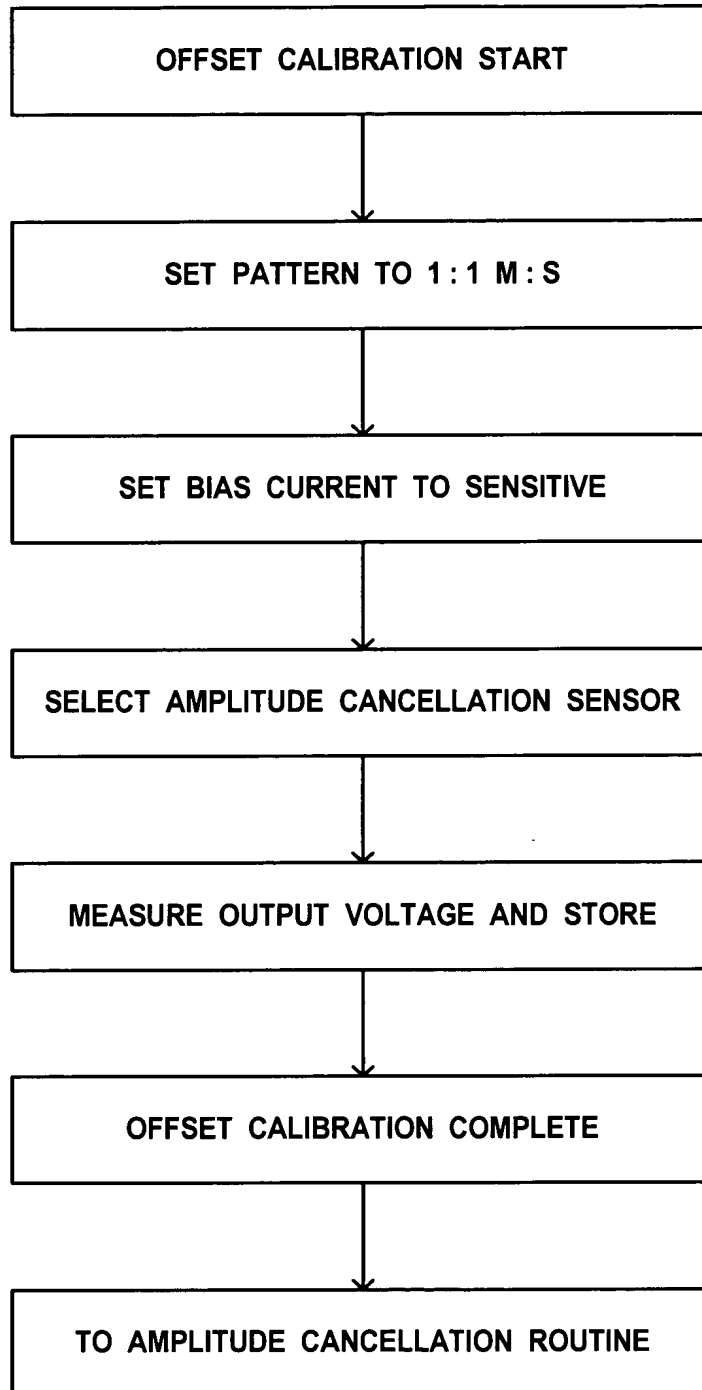 OFFSET CALIBRATION START
SET PATTERN TO 1 : 1 M : S
SET BIAS CURRENT TO SENSITIVE
SELECT AMPLITUDE CANCELLATION SENSOR
MEASURE OUTPUT VOLTAGE AND STORE
OFFSET CALIBRATION COMPLETE
TO AMPLITUDE CANCELLATION ROUTINE